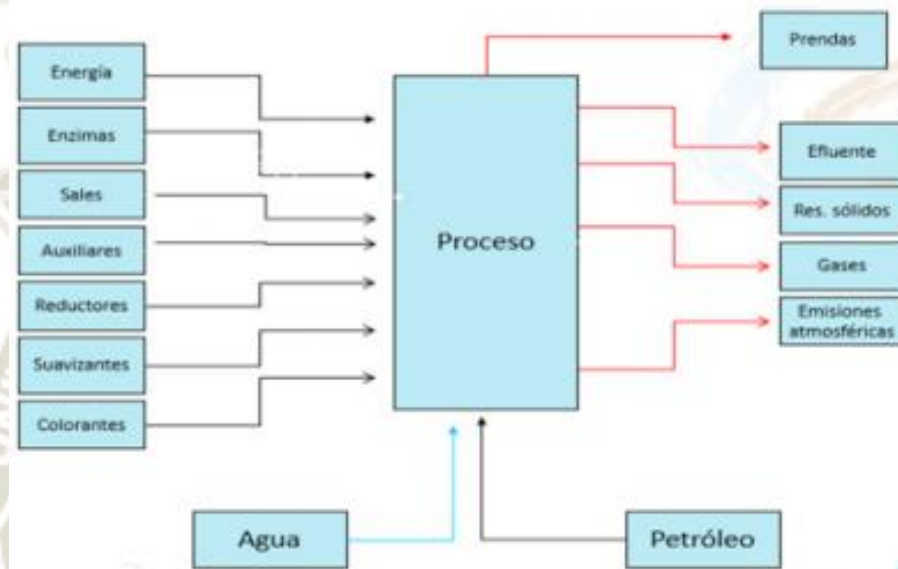 Energía
Enzimas
Sales
Auxiliares
Reductores
Suavizantes
Colorantes
Proceso
Prendas
Efluente
Res. sólidos
Gases
Emisiones
atmosféricas
Agua
Petróleo